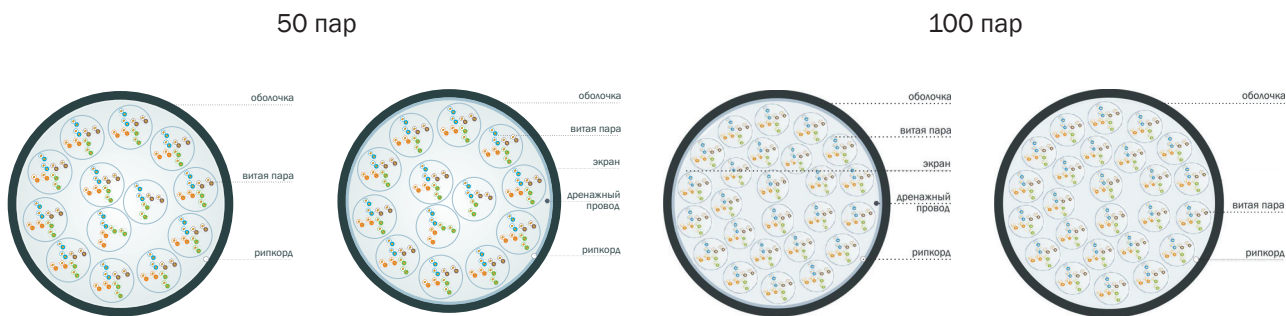 50 пар
100 пар
оболочка
витая пара
рипкорд
оболочка
витая пара
экран
дренажный
провод
рипкорд
оболочка
витая пара
экран
дренажный
провод
рипкорд
оболочка
витая пара
рипкорд